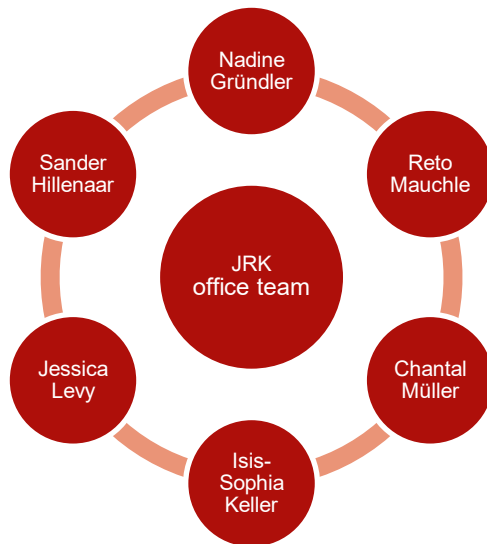 Nadine
Gründler
Sander
Hillenaar
Reto
Mauchle
JRK
office team
Jessica
Levy
Chantal
Müller
Isis-
Sophia
Keller